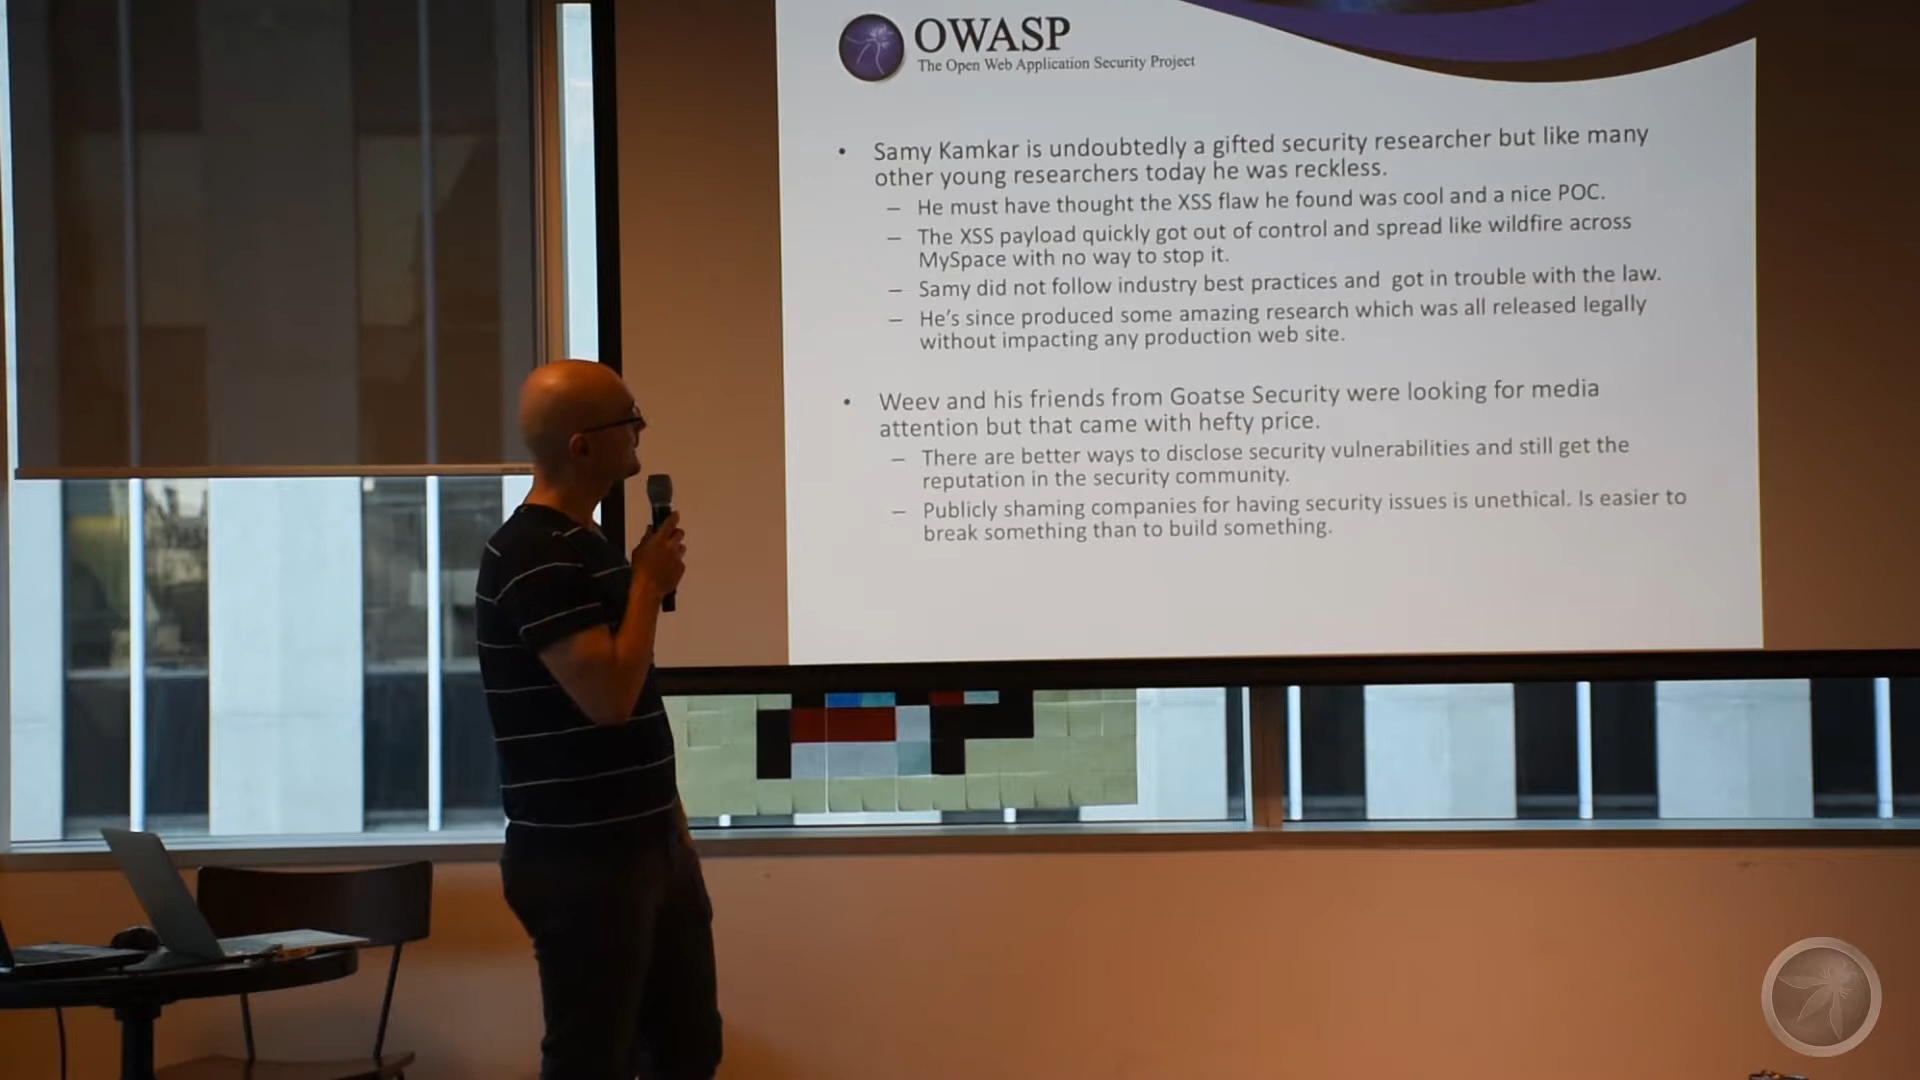 OWASP
The Open Web Application Security Project
• Samy Kamkar is undoubtedly a gifted security researcher but like many
other young researchers today he was reckless.
– He must have thought the XSS flaw he found was cool and a nice POC.
– The XSS payload quickly got out of control and spread like wildfire across
MySpace with no way to stop it.
– Samy did not follow industry best practices and got in trouble with the law.
– He's since produced some amazing research which was all released legally
without impacting any production web site.
• Weev and his friends from Goatse Security were looking for media
attention but that came with hefty price.
– There are better ways to disclose security vulnerabilities and still get the
reputation in the security community.
– Publicly shaming companies for having security issues is unethical. Is easier to
break something than to build something.